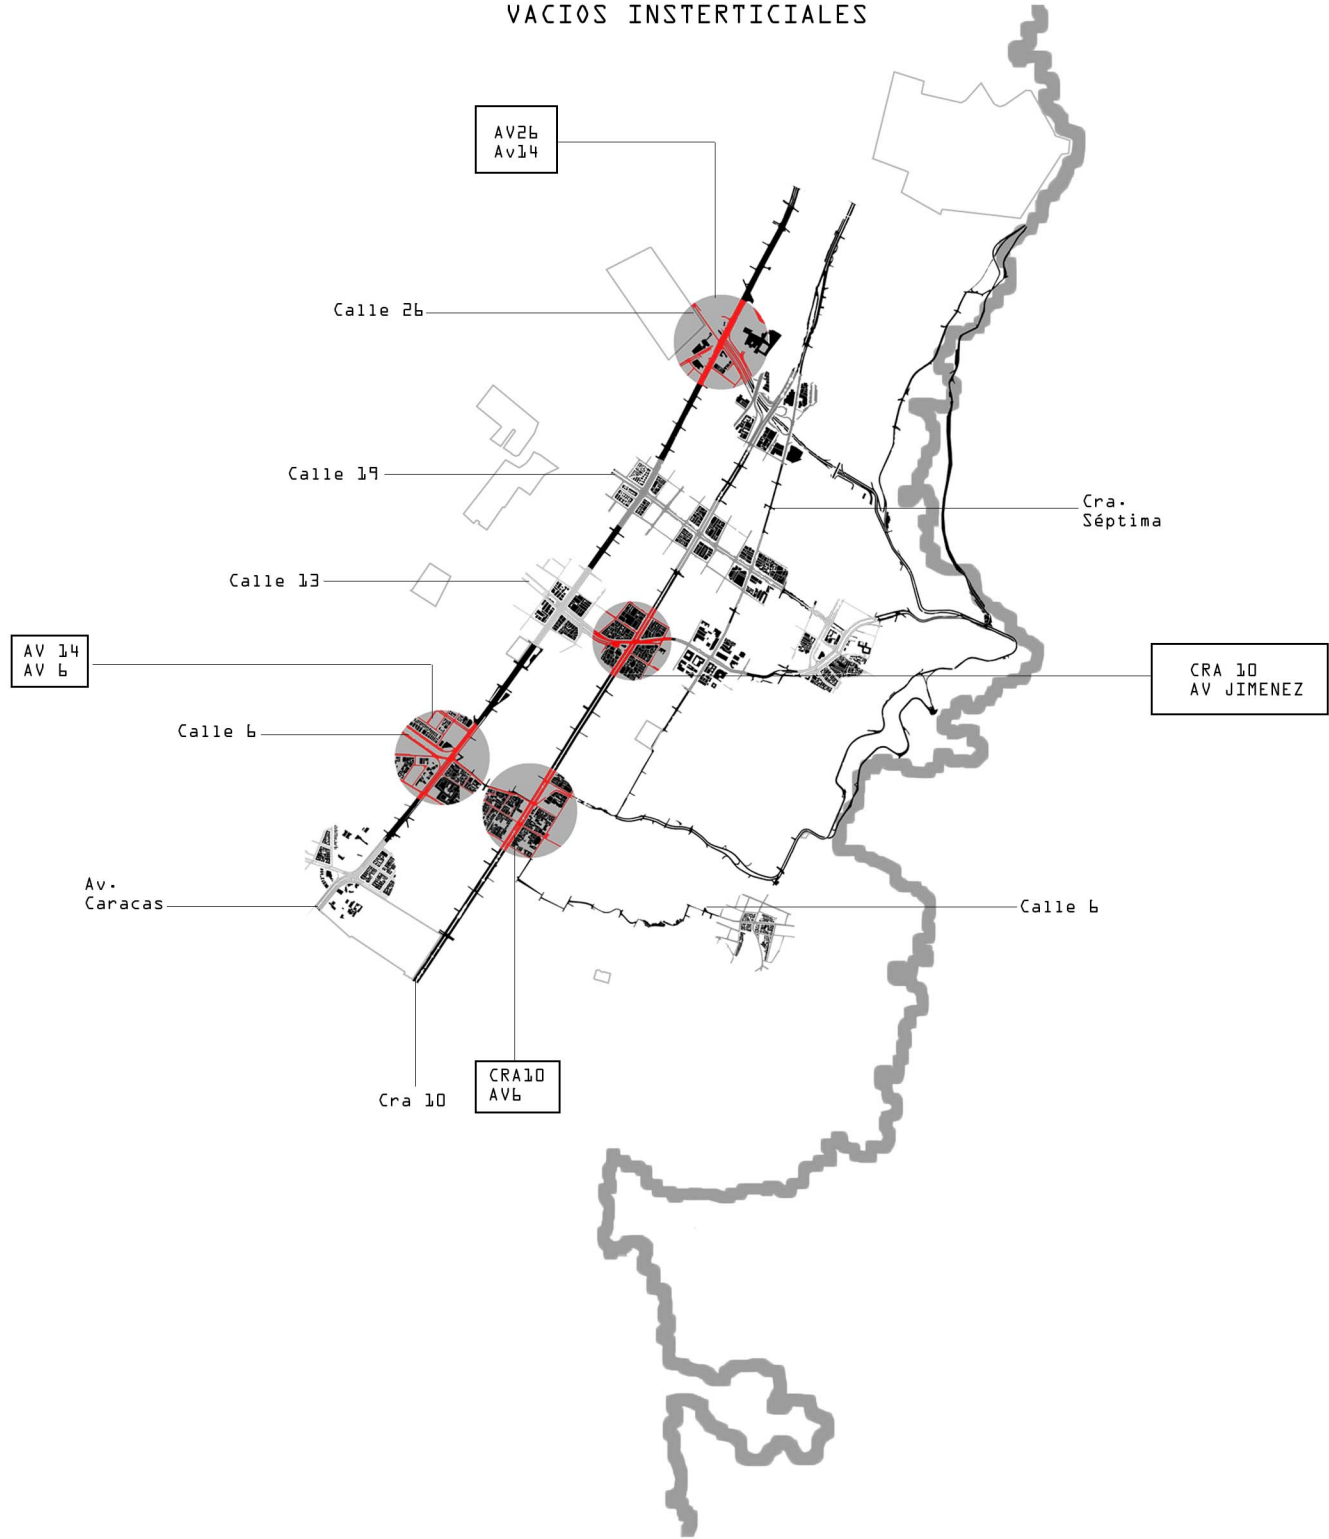 VACIOS INSTERTICIALES
AV26
Av14
Calle 26
Calle 19
Cra.
Séptima
Calle 13
AV 14
AV 6
CRA 10
AV JIMENEZ
Calle 6
Av.
Caracas
Calle 6
CRA10
AV6
Cra 10